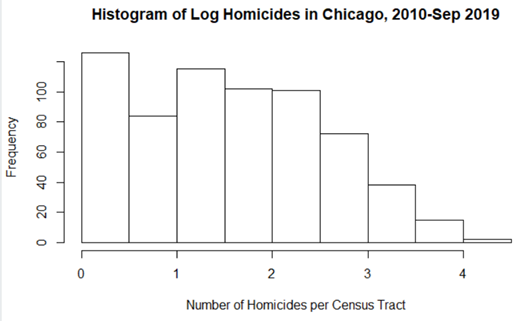 Histogram of Log Homicides in Chicago, 2010-Sep 2019
Frequency
100
80
60
40
20
0
0 1 2 3 4
Number of Homicides per Census Tract